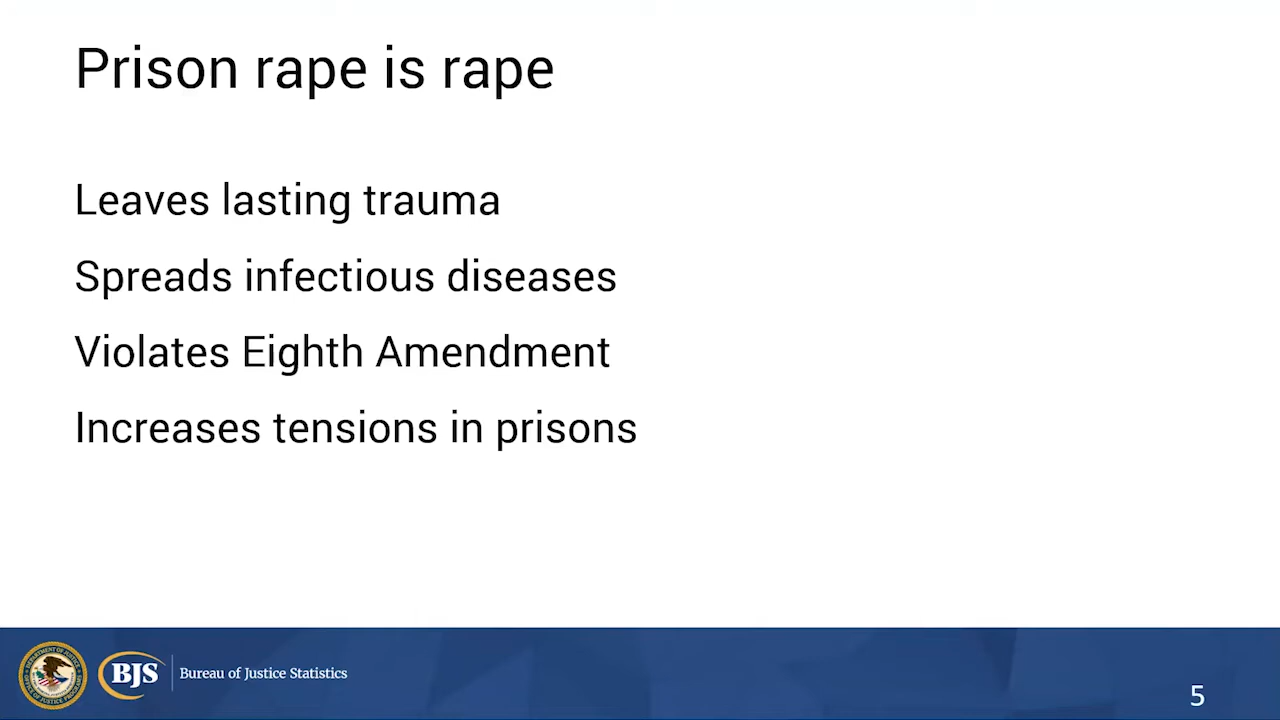 Prison rape is rape
Leaves lasting trauma
Spreads infectious diseases
Violates Eighth Amendment
Increases tensions in prisons
BJS
Bureau of Justice Statistics
5